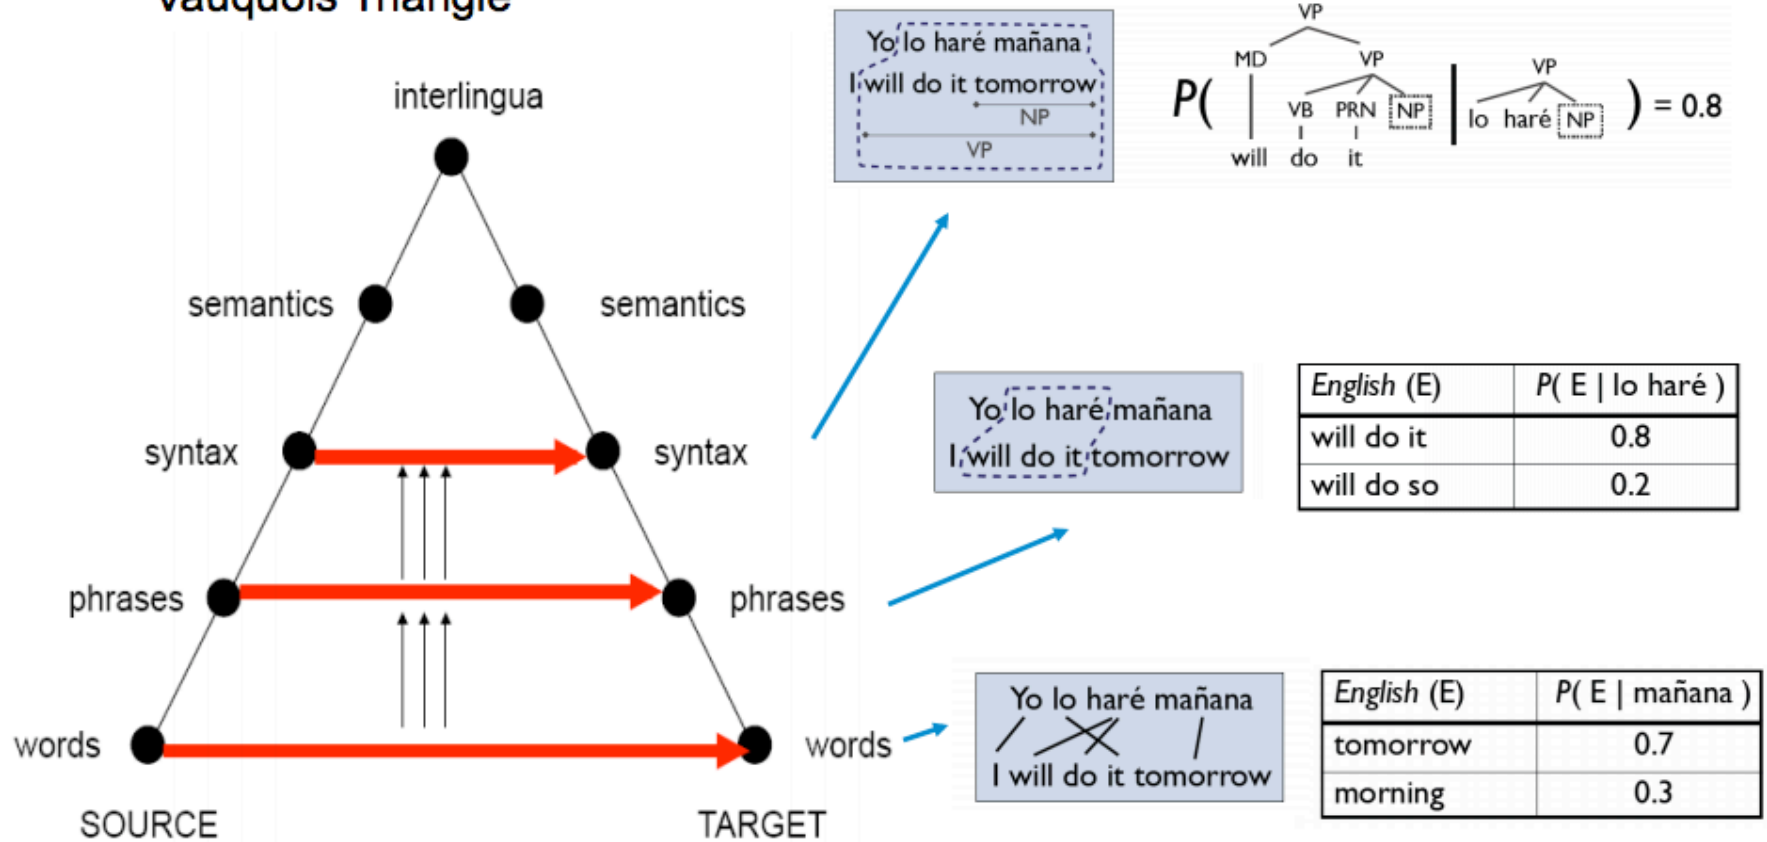 Vauquois Triangle
interlingua
semantics
semantics
syntax
syntax
phrases
phrases
words
words
SOURCE
TARGET
Yo lo haré mañana
I will do it tomorrow
NP
VP
VP
MD VP
VB PRN NP
will do it
P( | ) = 0.8
VP
lo haré NP
Yo lo haré mañana
I will do it tomorrow
English (E) P( E | lo haré )
will do it 0.8
will do so 0.2
Yo lo haré mañana
I will do it tomorrow
English (E) P( E | mañana )
tomorrow 0.7
morning 0.3